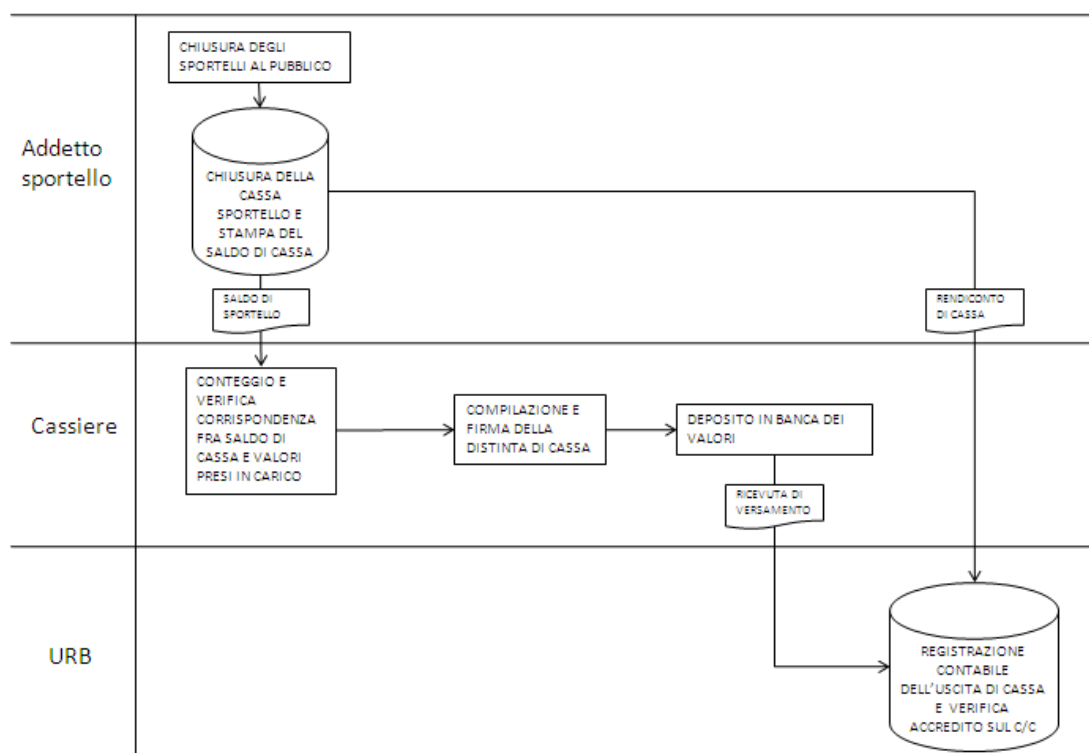 CHIUSURA DEGLI
SPORTELLI AL PUBBLICO
Addetto
sportello
CHIUSURA DELLA
CASSA
SPORTELLO E
STAMPA DEL
SALDO DI CASSA
SALDO DI
SPORTELLO
RENDICONTO
DI CASSA
Cassiere
CONTEGGIO E
VERIFICA
CORRISPONDENZA
FRA SALDO DI
CASSA E VALORI
PRESI IN CARICO
COMPILAZIONE E
FIRMA DELLA
DISTINTA DI CASSA
DEPOSITO IN BANCA DEI
VALORI
RICEVUTA DI
VERSAMENTO
URB
REGISTRAZIONE
CONTABILE
DELL'USCITA DI CASSA
E VERIFICA
ACCREDITO SUL C/C